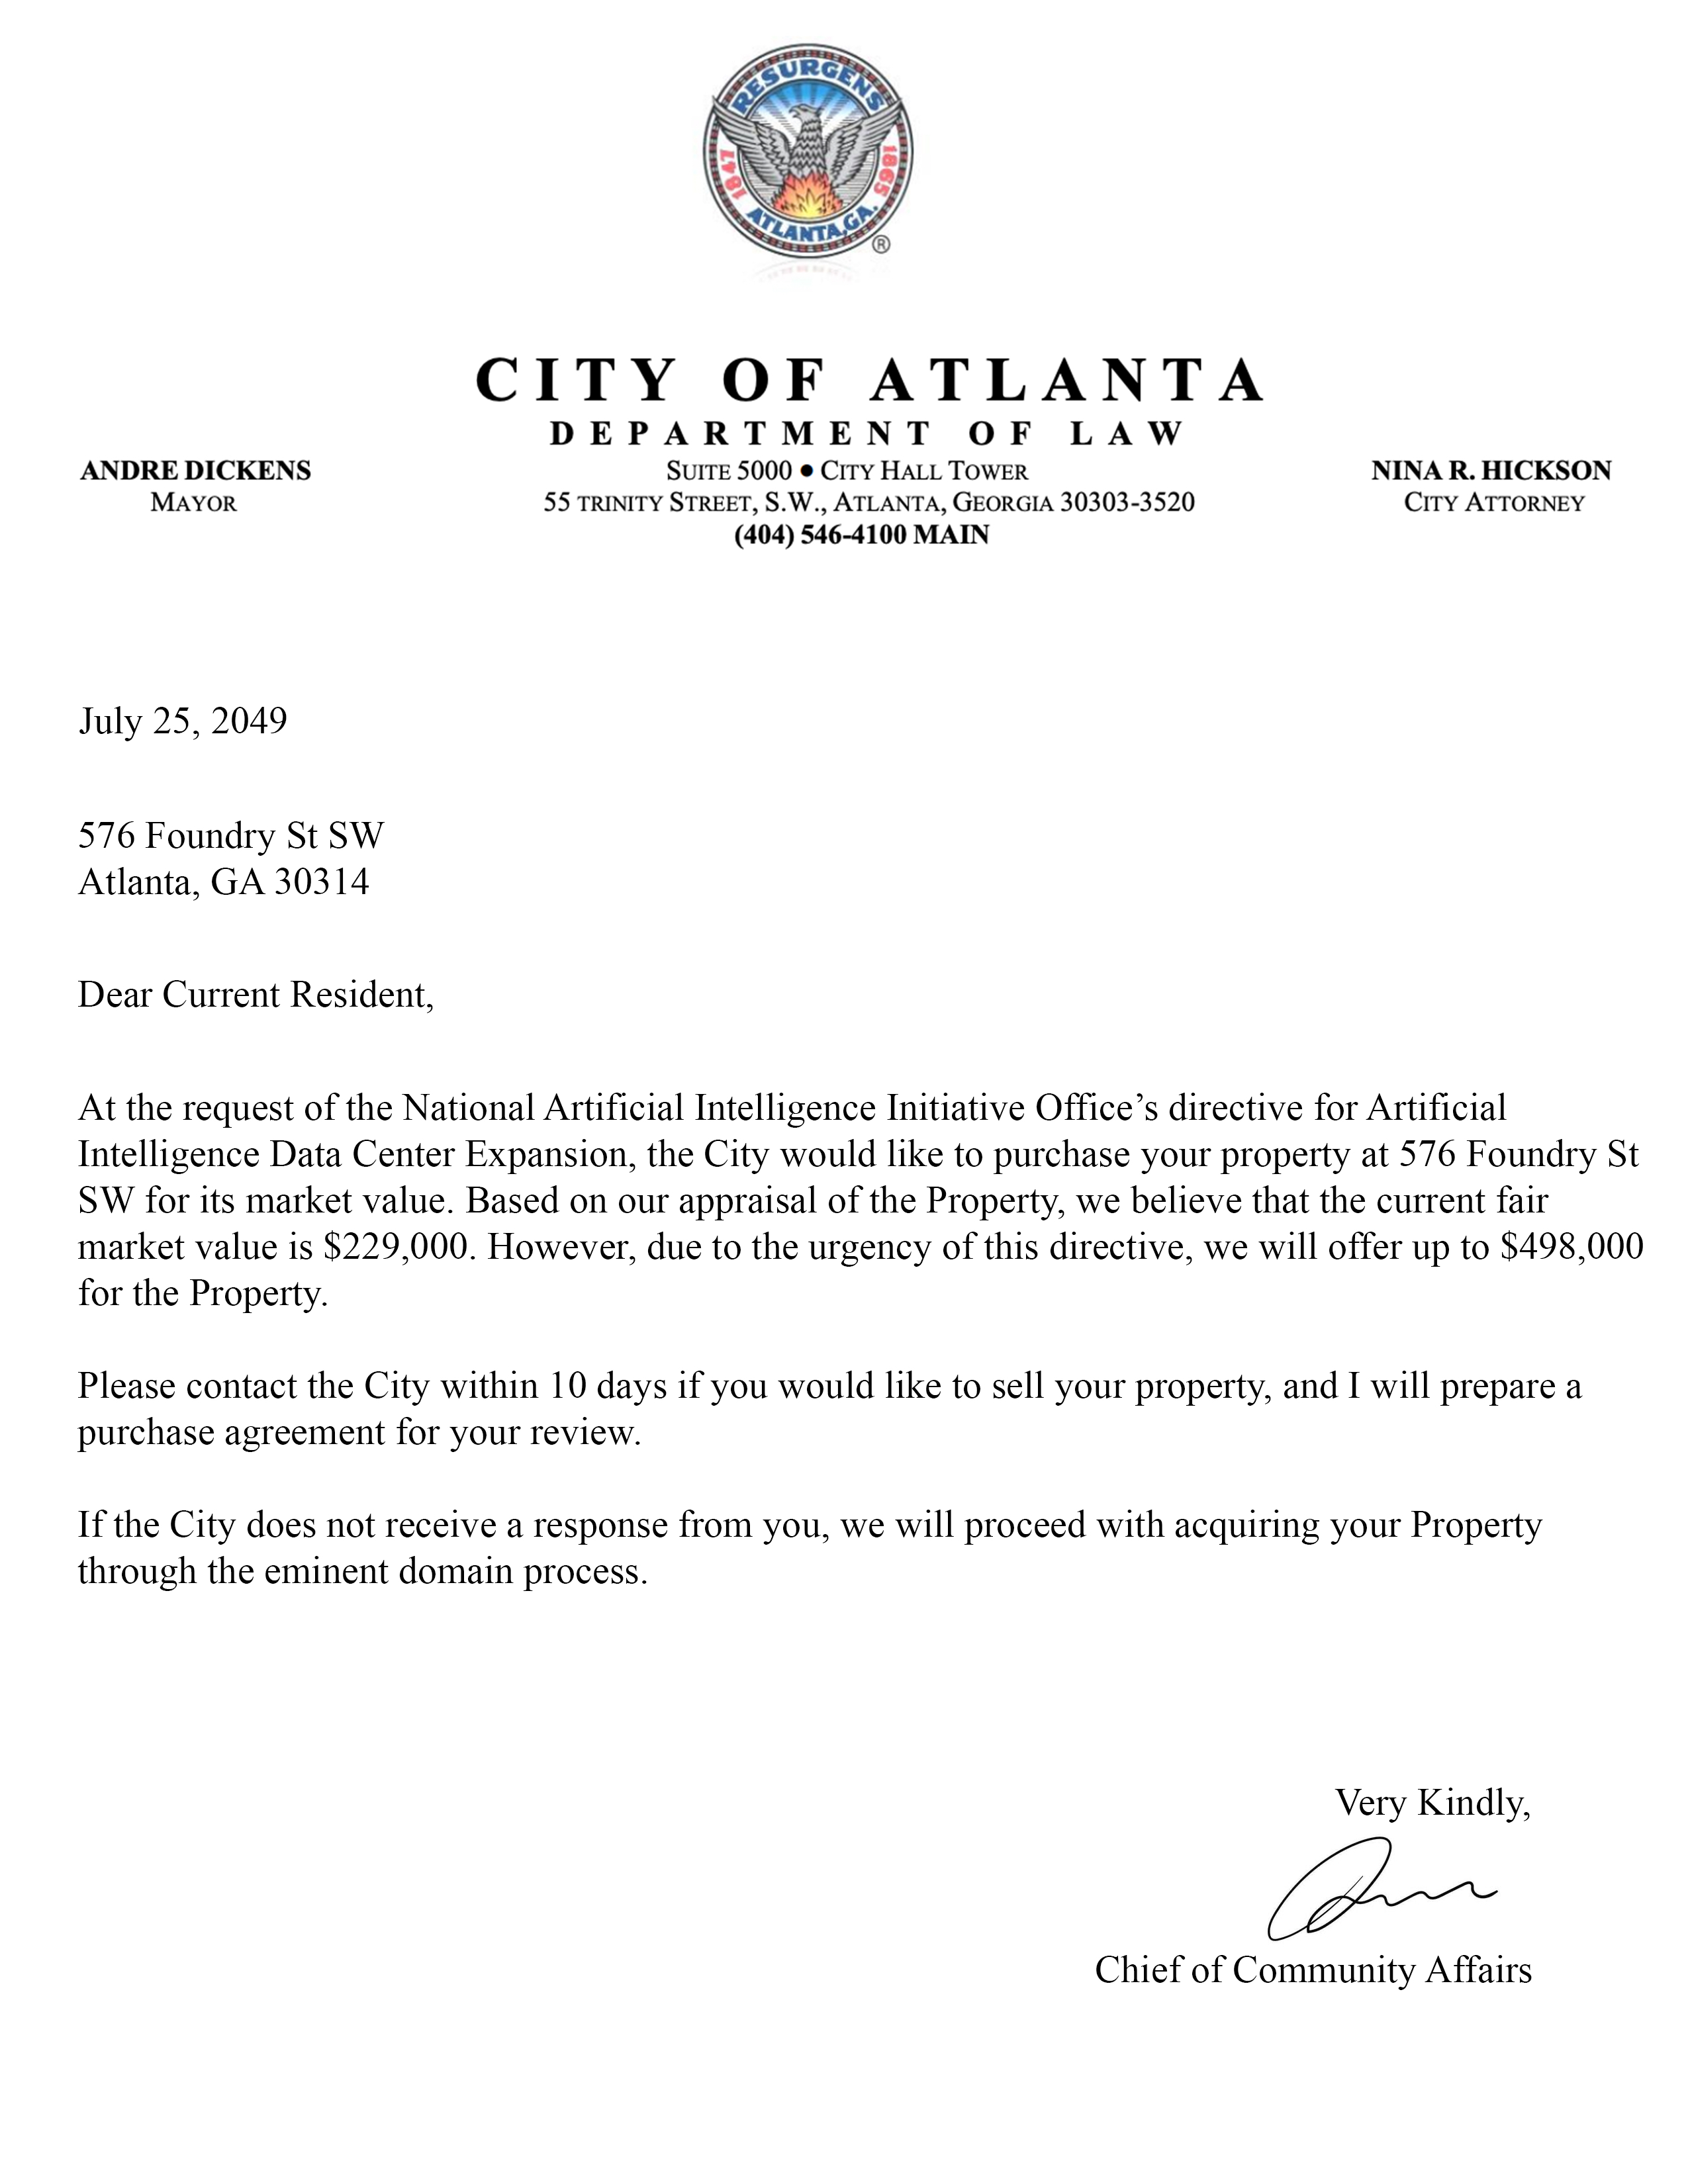 RESURGENS
1847 1865
ATLANTA, GA.
®
CITY OF ATLANTA
DEPARTMENT OF LAW
ANDRE DICKENS
MAYOR
SUITE 5000 ● CITY HALL TOWER
55 TRINITY STREET, S.W., ATLANTA, GEORGIA 30303-3520
(404) 546-4100 MAIN
NINA R. HICKSON
CITY ATTORNEY
July 25, 2049
576 Foundry St SW
Atlanta, GA 30314
Dear Current Resident,
At the request of the National Artificial Intelligence Initiative Office’s directive for Artificial
Intelligence Data Center Expansion, the City would like to purchase your property at 576 Foundry St
SW for its market value. Based on our appraisal of the Property, we believe that the current fair
market value is $229,000. However, due to the urgency of this directive, we will offer up to $498,000
for the Property.
Please contact the City within 10 days if you would like to sell your property, and I will prepare a
purchase agreement for your review.
If the City does not receive a response from you, we will proceed with acquiring your Property
through the eminent domain process.
Very Kindly,
Chief of Community Affairs